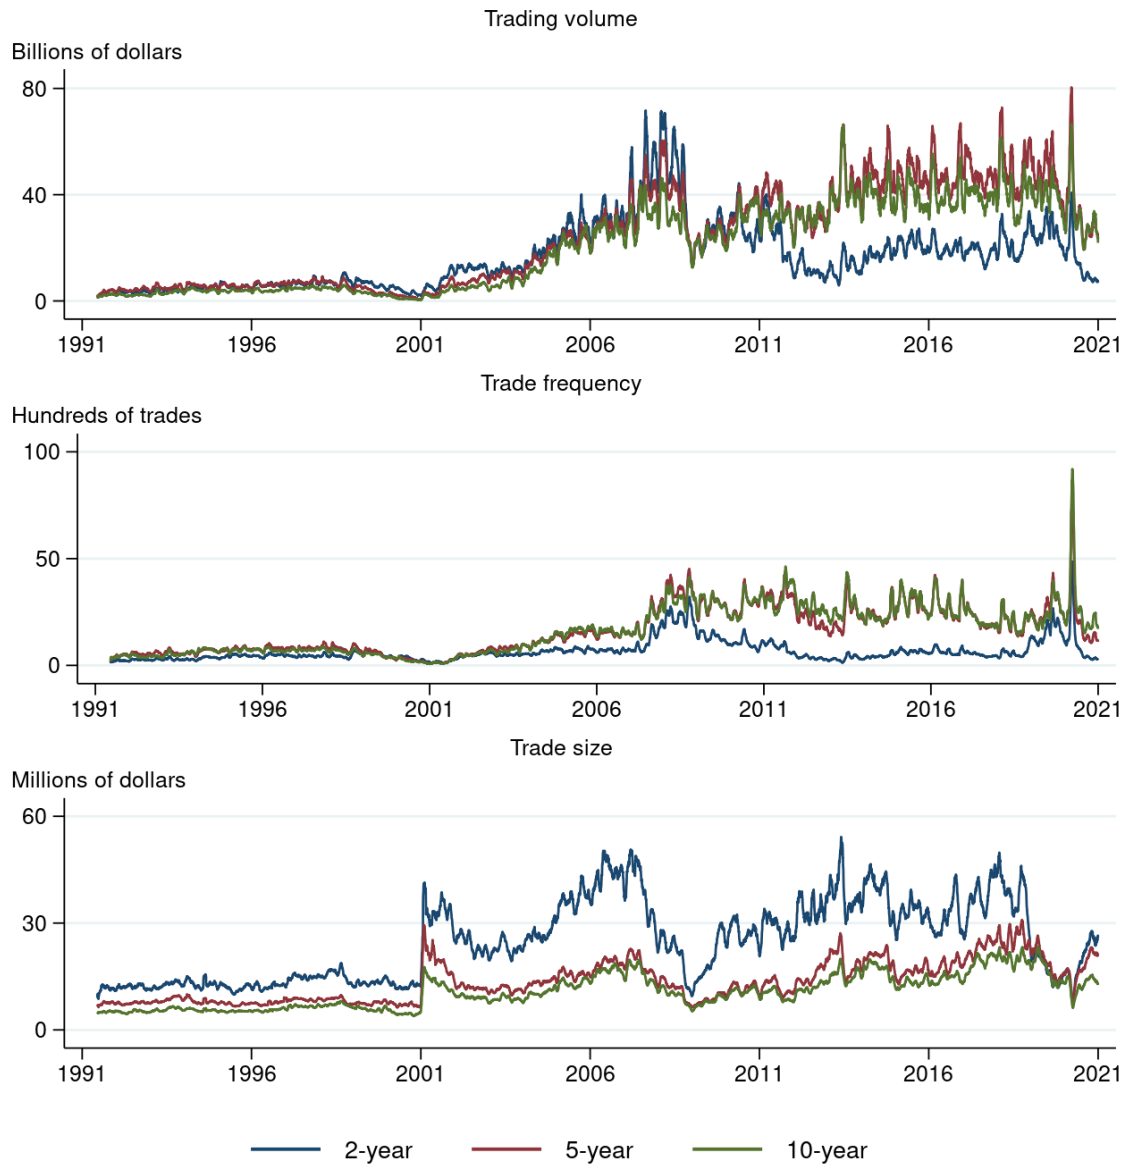 Trading volume
Billions of dollars
80
40
0
1991 1996 2001 2006 2011 2016 2021
Trade frequency
Hundreds of trades
100
50
0
1991 1996 2001 2006 2011 2016 2021
Trade size
Millions of dollars
60
30
0
1991 1996 2001 2006 2011 2016 2021
2-year 5-year 10-year